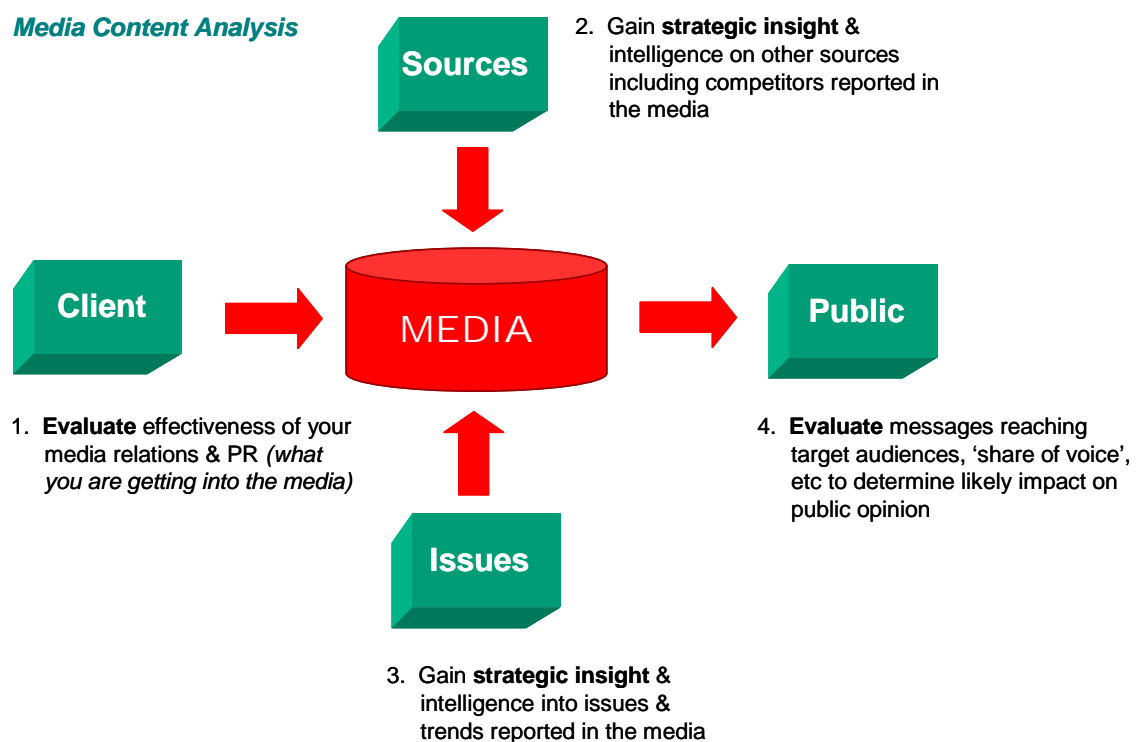 Media Content Analysis
Sources
2. Gain strategic insight &
intelligence on other sources
including competitors reported in
the media
Client
MEDIA
Public
1. Evaluate effectiveness of your
media relations & PR (what
you are getting into the media)
4. Evaluate messages reaching
target audiences, ‘share of voice’,
etc to determine likely impact on
public opinion
Issues
3. Gain strategic insight &
intelligence into issues &
trends reported in the media